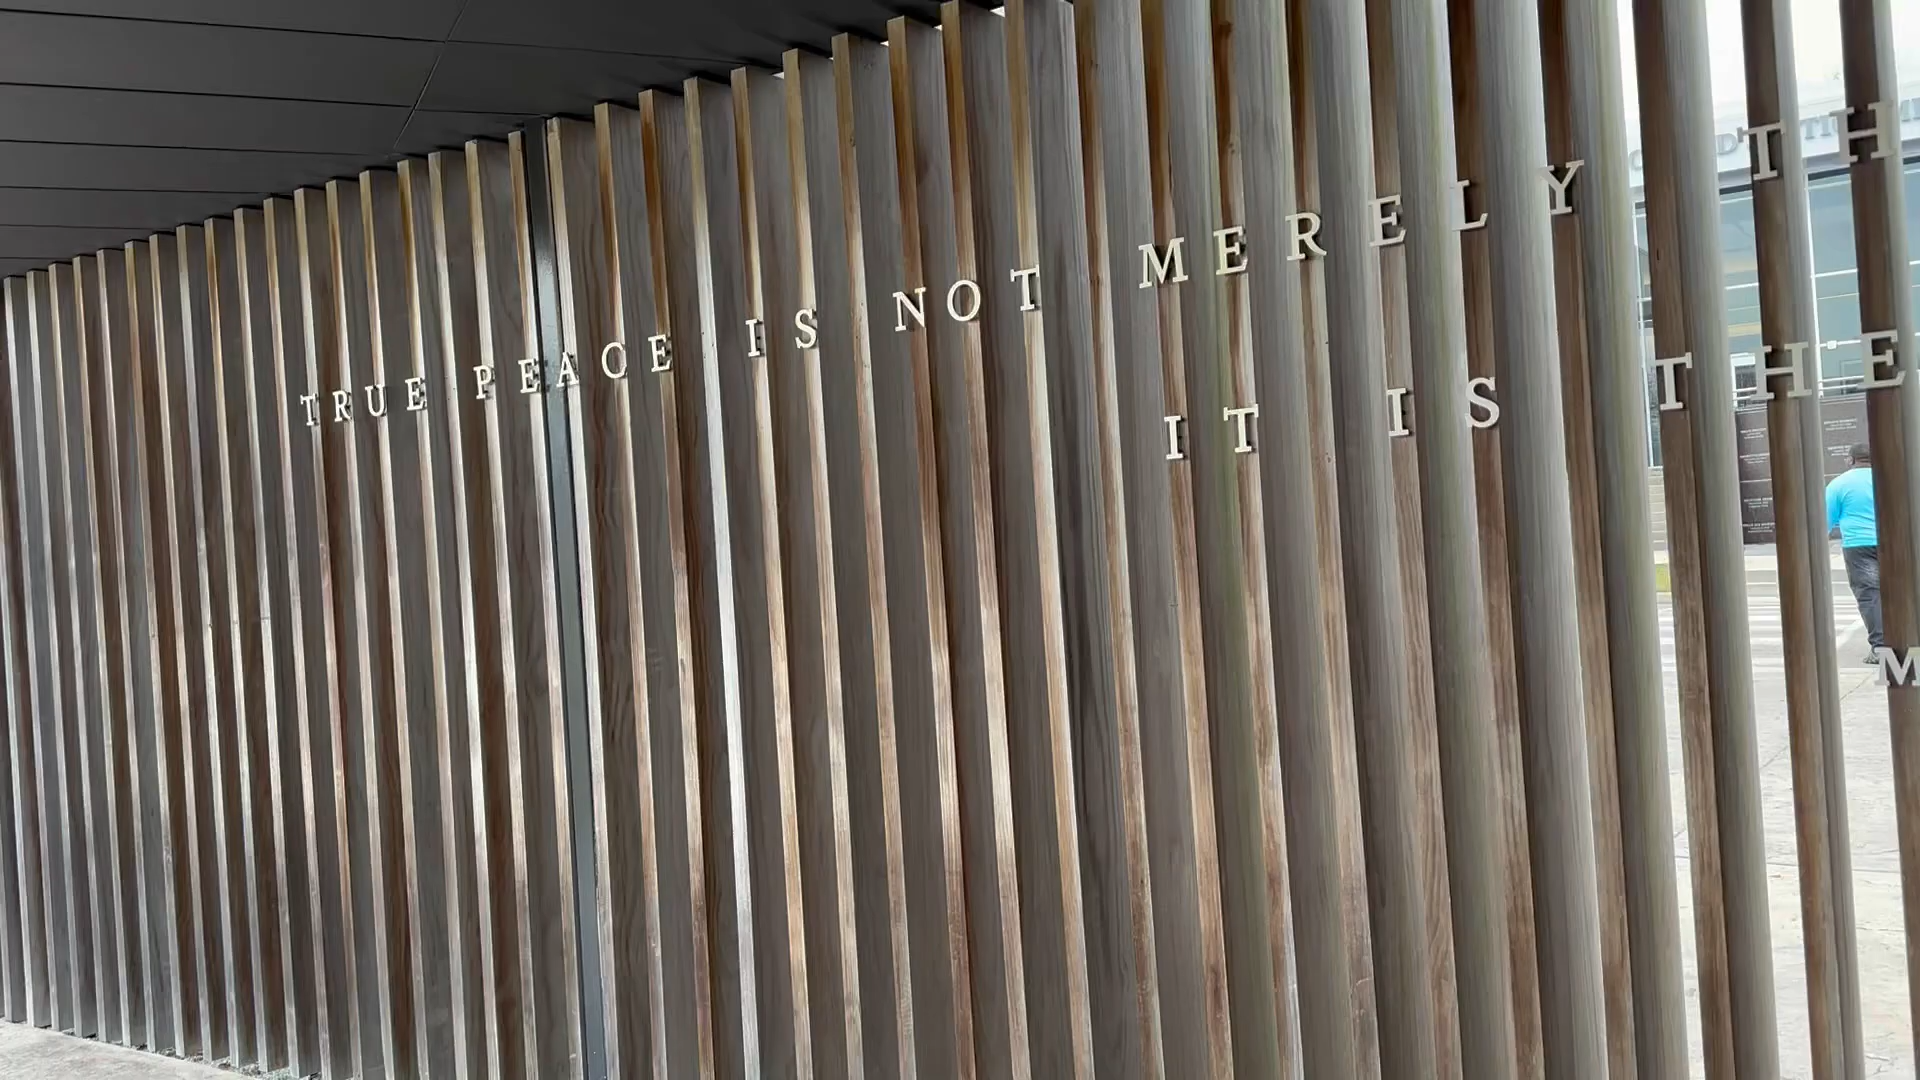 TRUE PEACE IS NOT MERELY TH
IT IS THE
M